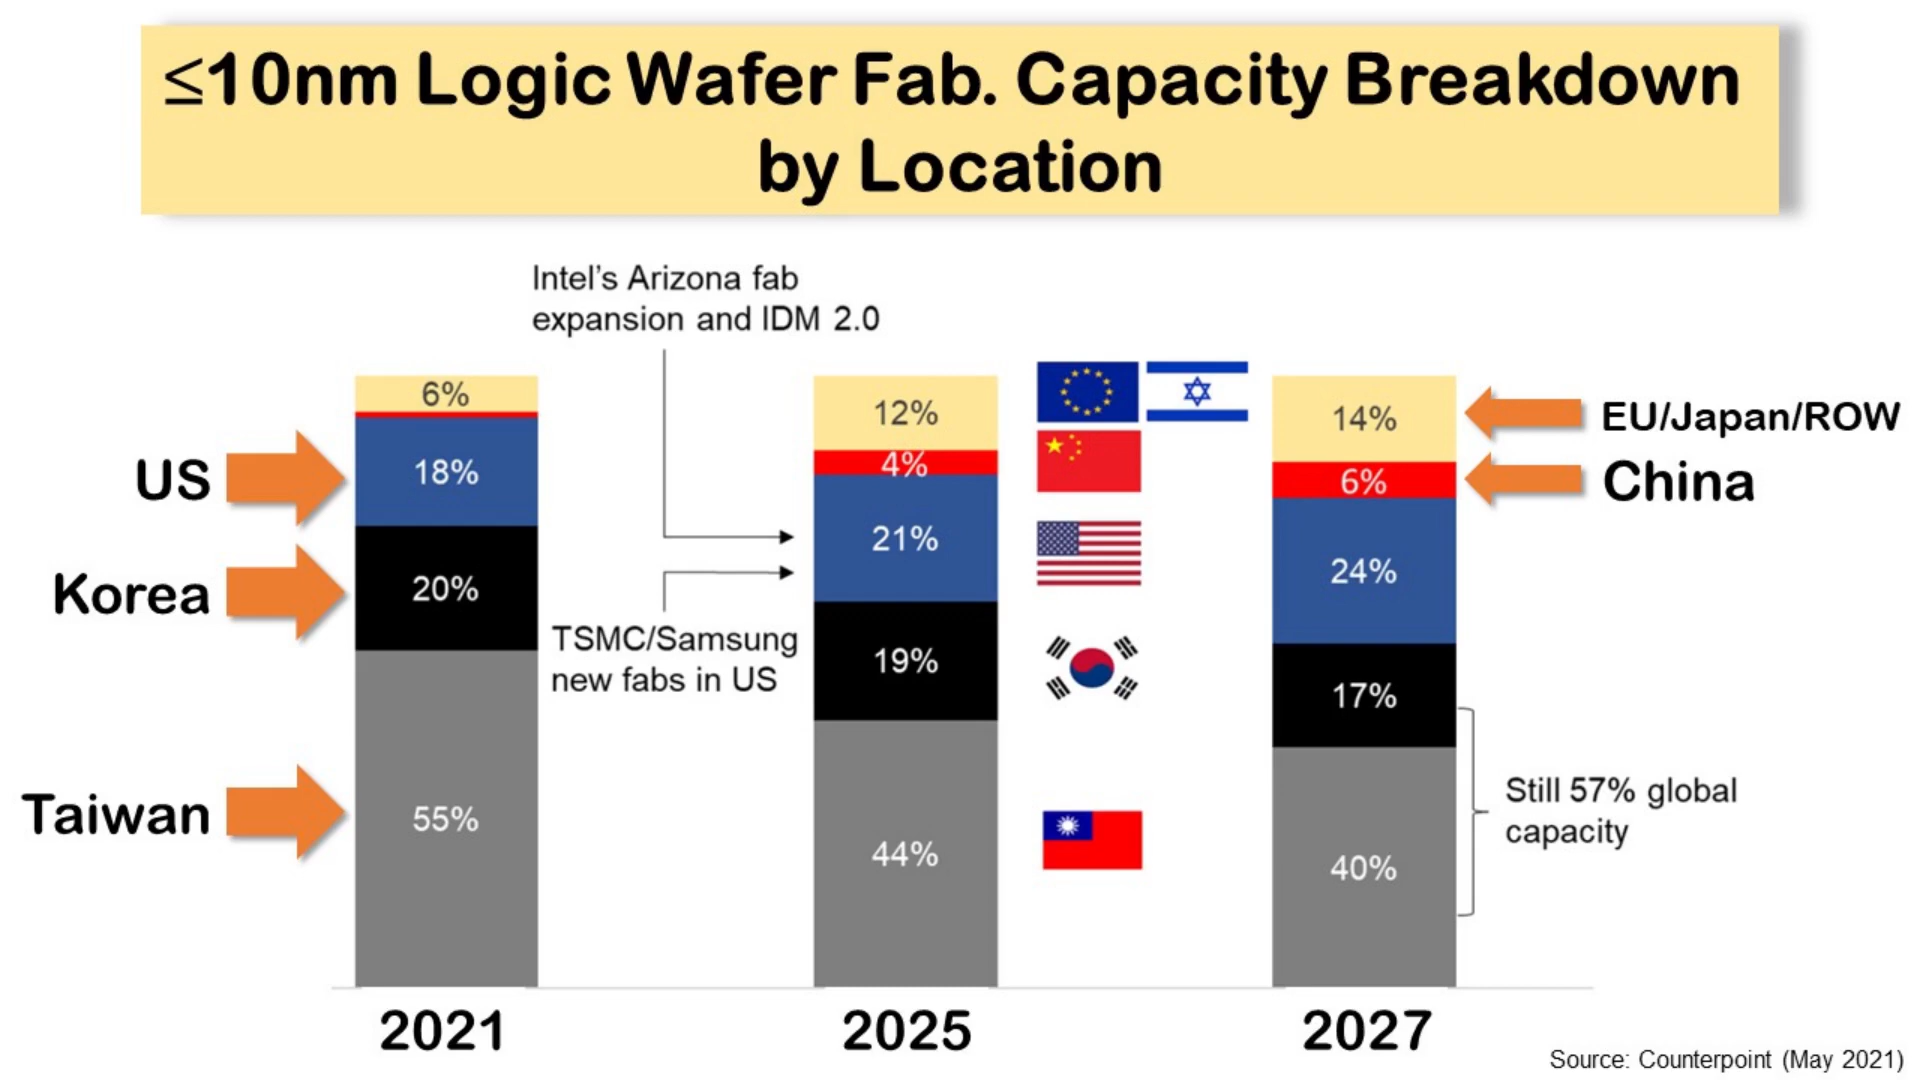 ≤10nm Logic Wafer Fab. Capacity Breakdown
by Location
Intel's Arizona fab
expansion and IDM 2.0
TSMC/Samsung
new fabs in US
US
Korea
Taiwan
6%
18%
20%
55%
12%
4%
21%
19%
44%
14%
6%
24%
17%
40%
EU/Japan/ROW
China
Still 57% global
capacity
2021
2025
2027
Source: Counterpoint (May 2021)